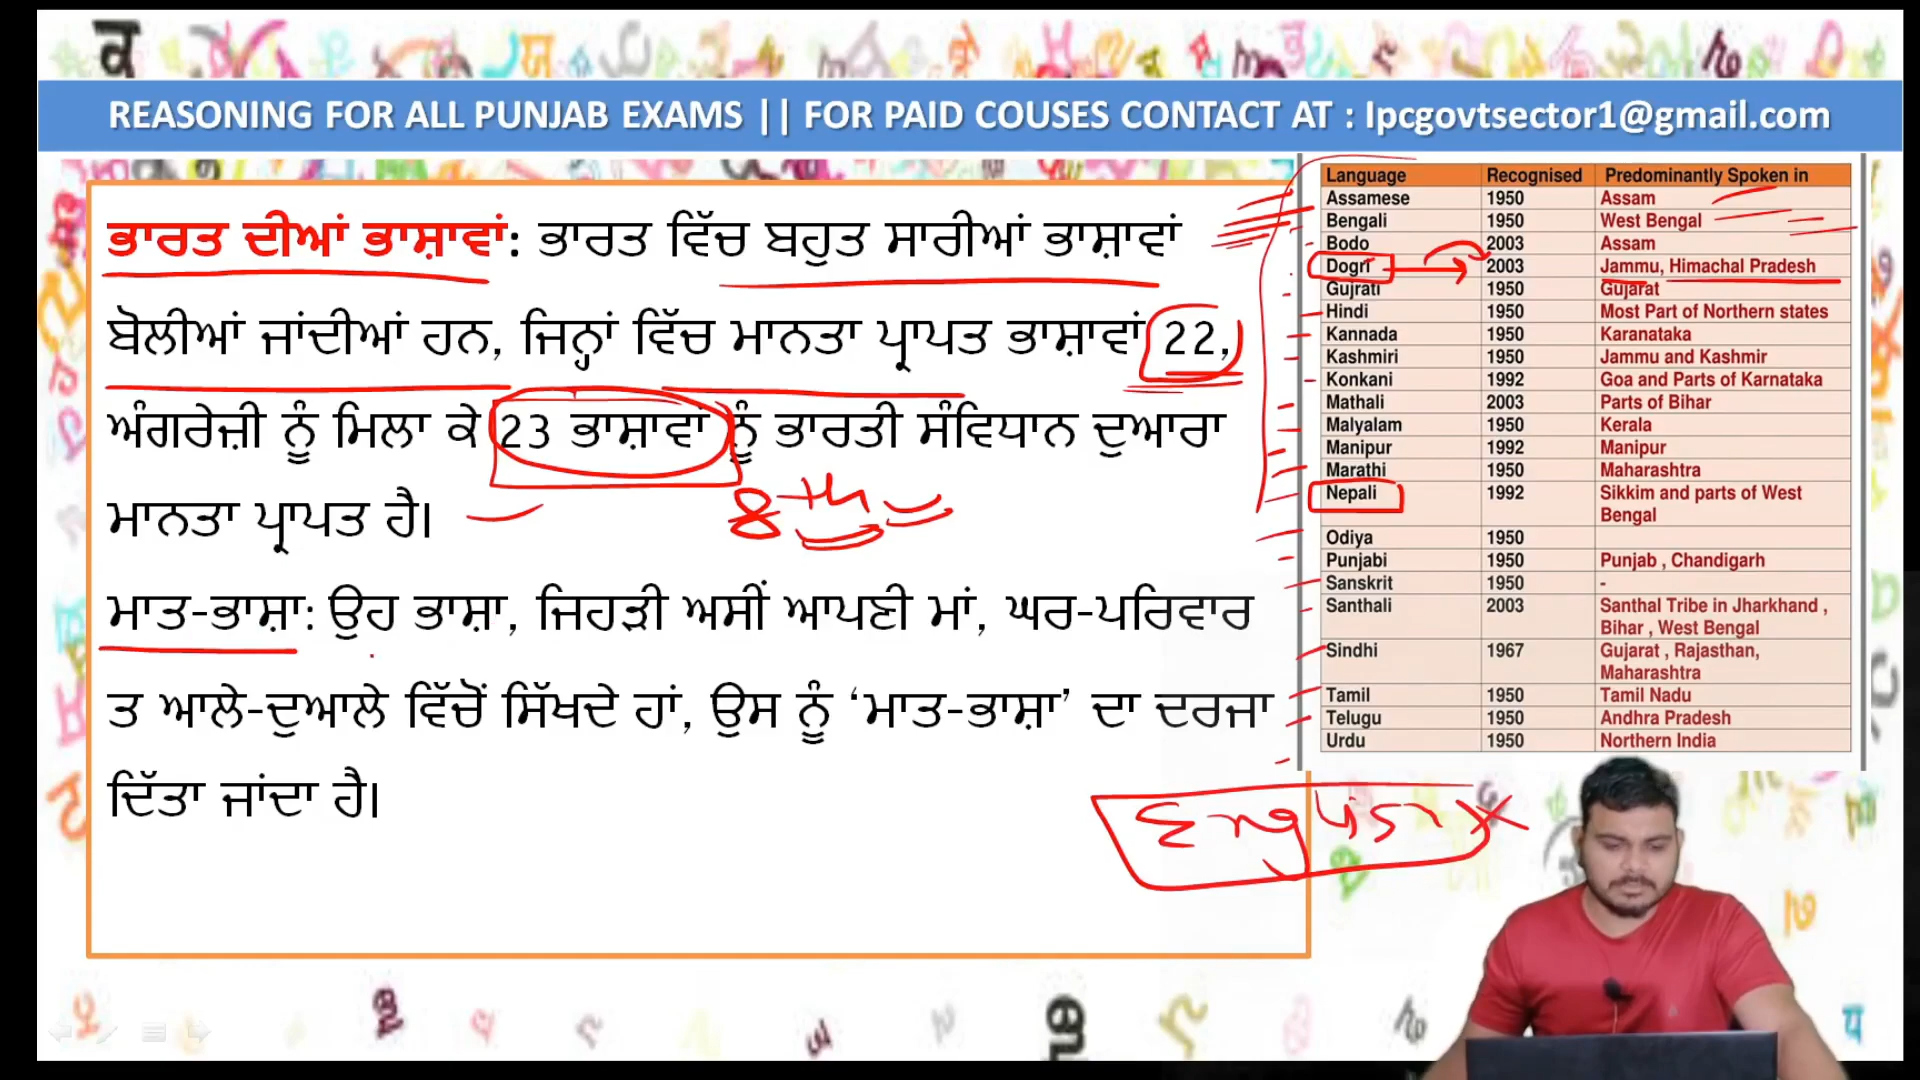 REASONING FOR ALL PUNJAB EXAMS || FOR PAID COUSES CONTACT AT : Ipcgovtsector1@gmail.com
ਭਾਰਤ ਦੀਆਂ ਭਾਸ਼ਾਵਾਂ: ਭਾਰਤ ਵਿੱਚ ਬਹੁਤ ਸਾਰੀਆਂ ਭਾਸ਼ਾਵਾਂ
ਬੋਲੀਆਂ ਜਾਂਦੀਆਂ ਹਨ, ਜਿਨ੍ਹਾਂ ਵਿੱਚ ਮਾਨਤਾ ਪ੍ਰਾਪਤ ਭਾਸ਼ਾਵਾਂ 22,
ਅੰਗਰੇਜ਼ੀ ਨੂੰ ਮਿਲਾ ਕੇ 23 ਭਾਸ਼ਾਵਾਂ ਨੂੰ ਭਾਰਤੀ ਸੰਵਿਧਾਨ ਦੁਆਰਾ
ਮਾਨਤਾ ਪ੍ਰਾਪਤ ਹੈ।
8th
ਮਾਤ-ਭਾਸ਼ਾ: ਉਹ ਭਾਸ਼ਾ, ਜਿਹੜੀ ਅਸੀਂ ਆਪਣੀ ਮਾਂ, ਘਰ-ਪਰਿਵਾਰ
ਤ ਆਲੇ-ਦੁਆਲੇ ਵਿੱਚੋਂ ਸਿੱਖਦੇ ਹਾਂ, ਉਸ ਨੂੰ ‘ਮਾਤ-ਭਾਸ਼ਾ’ ਦਾ ਦਰਜਾ
ਦਿੱਤਾ ਜਾਂਦਾ ਹੈ।
Language Recognised Predominantly Spoken in
Assamese 1950 Assam
Bengali 1950 West Bengal
Bodo 2003 Assam
Dogri 2003 Jammu, Himachal Pradesh
Gujrati 1950 Gujarat
Hindi 1950 Most Part of Northern states
Kannada 1950 Karanataka
Kashmiri 1950 Jammu and Kashmir
Konkani 1992 Goa and Parts of Karnataka
Mathali 2003 Parts of Bihar
Malyalam 1950 Kerala
Manipur 1992 Manipur
Marathi 1950 Maharashtra
Nepali 1992 Sikkim and parts of West
Bengal
Odiya 1950
Punjabi 1950 Punjab , Chandigarh
Sanskrit 1950 -
Santhali 2003 Santhal Tribe in Jharkhand ,
Bihar , West Bengal
Sindhi 1967 Gujarat , Rajasthan,
Maharashtra
Tamil 1950 Tamil Nadu
Telugu 1950 Andhra Pradesh
Urdu 1950 Northern India
English